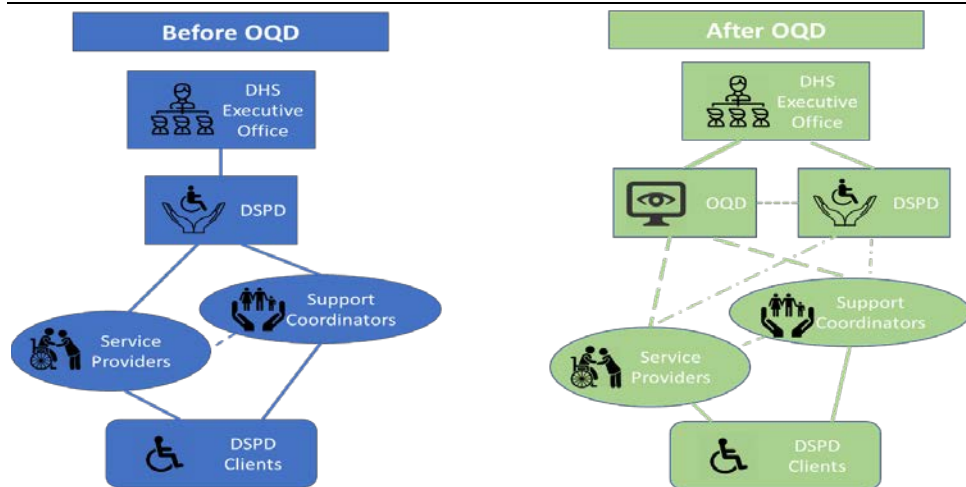 Before OQD
DHS
Executive
Office
DSPD
Support
Coordinators
Service
Providers
DSPD
Clients
After OQD
DHS
Executive
Office
OQD
DSPD
Support
Coordinators
Service
Providers
DSPD
Clients